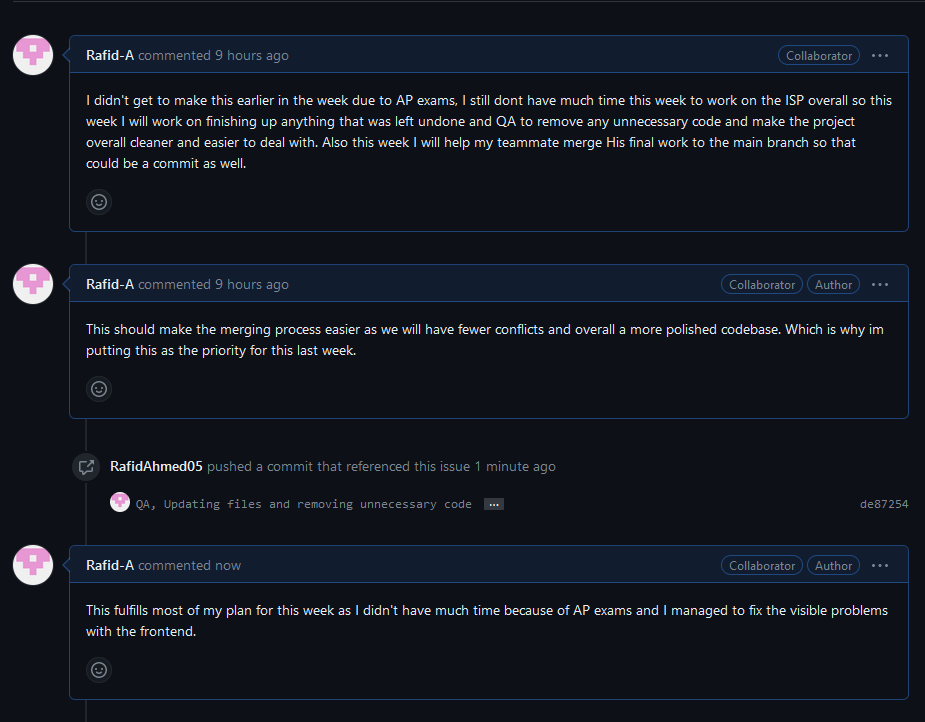 Rafid-A commented 9 hours ago
Collaborator
I didn't get to make this earlier in the week due to AP exams, I still dont have much time this week to work on the ISP overall so this
week I will work on finishing up anything that was left undone and QA to remove any unnecessary code and make the project
overall cleaner and easier to deal with. Also this week I will help my teammate merge His final work to the main branch so that
could be a commit as well.
Rafid-A commented 9 hours ago
Collaborator Author
This should make the merging process easier as we will have fewer conflicts and overall a more polished codebase. Which is why im
putting this as the priority for this last week.
RafidAhmed05 pushed a commit that referenced this issue 1 minute ago
QA, Updating files and removing unnecessary code ... de87254
Rafid-A commented now
Collaborator Author
This fulfills most of my plan for this week as I didn't have much time because of AP exams and I managed to fix the visible problems
with the frontend.